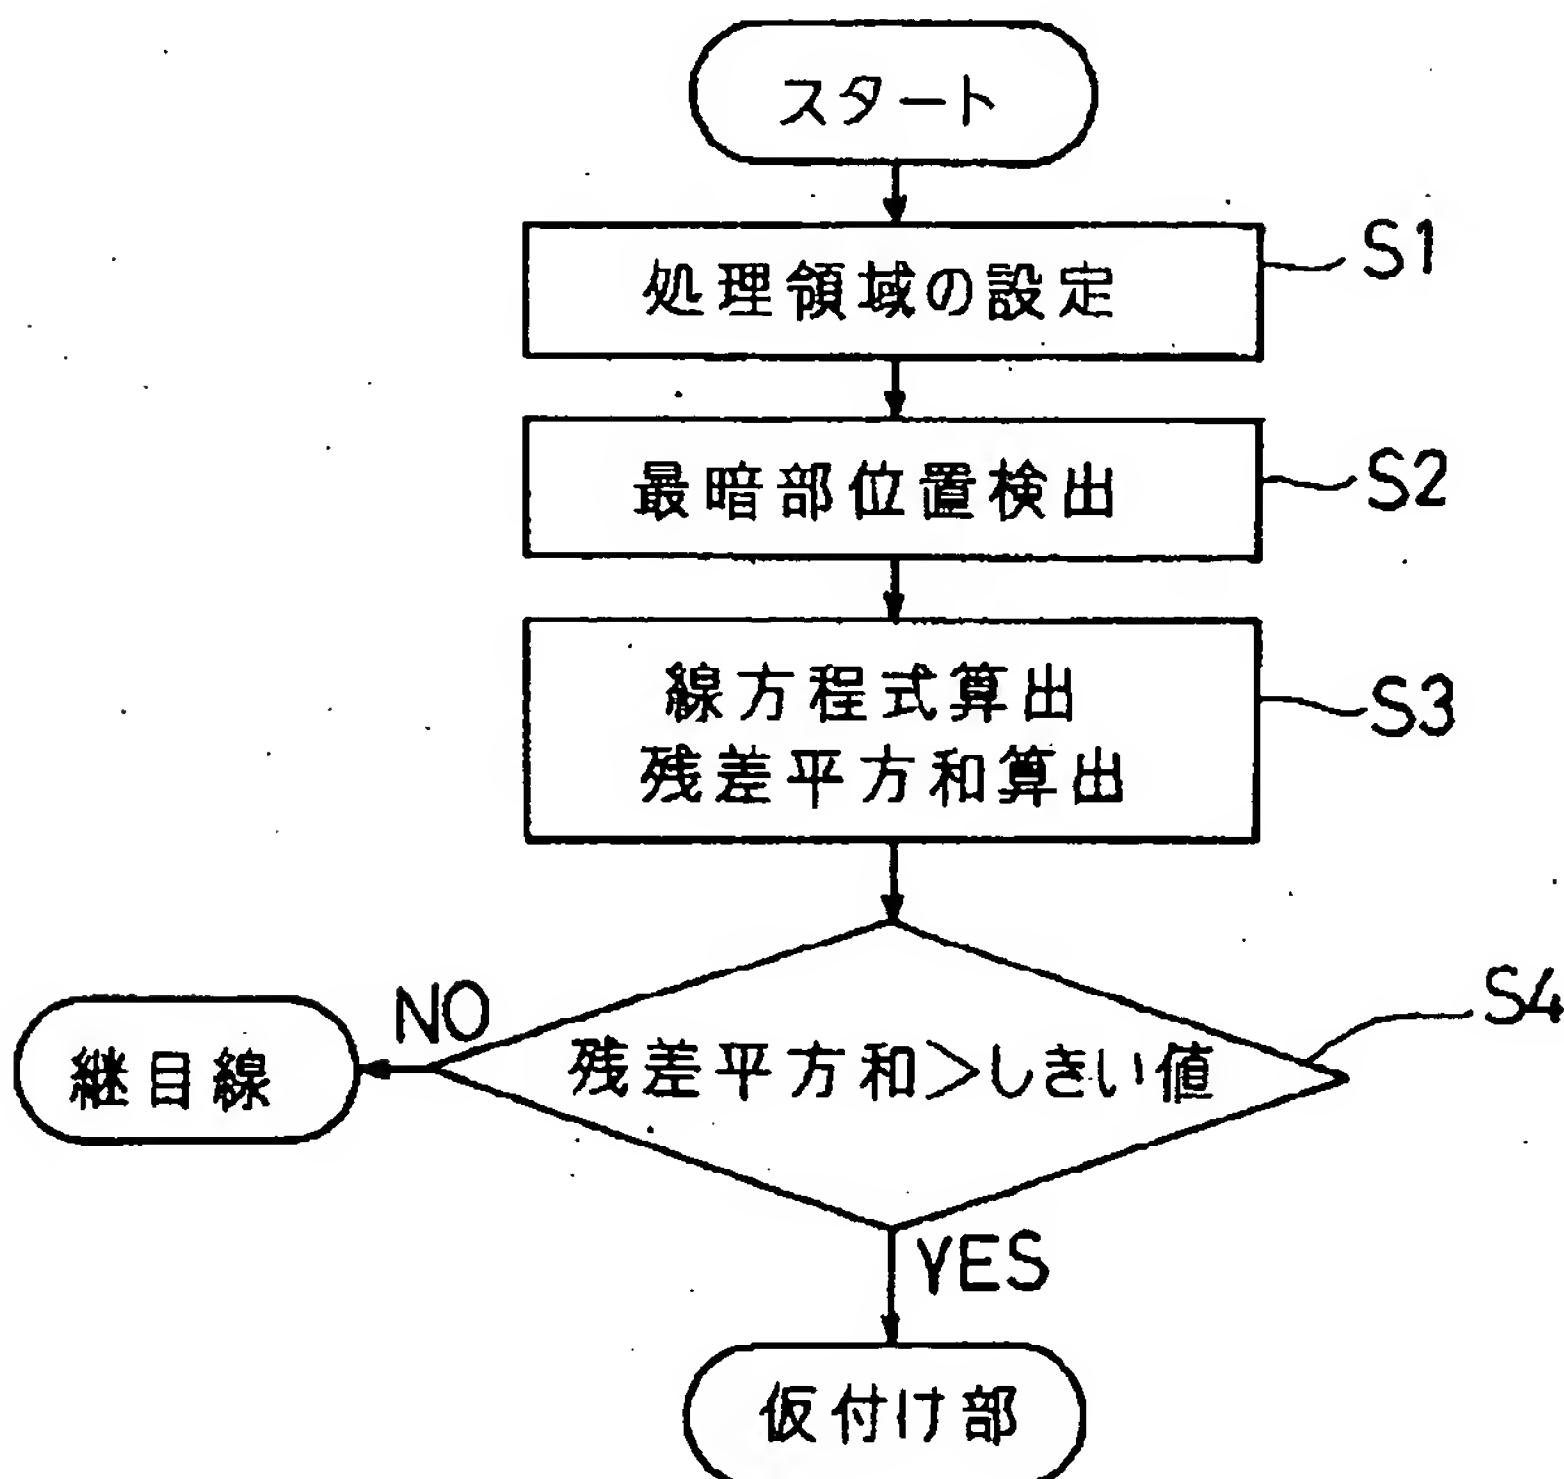 スタート
処理領域の設定
S1
最暗部位置検出
S2
線方程式算出
残差平方和算出
S3
残差平方和>しきい値
S4
NO
継目線
YES
仮付け部